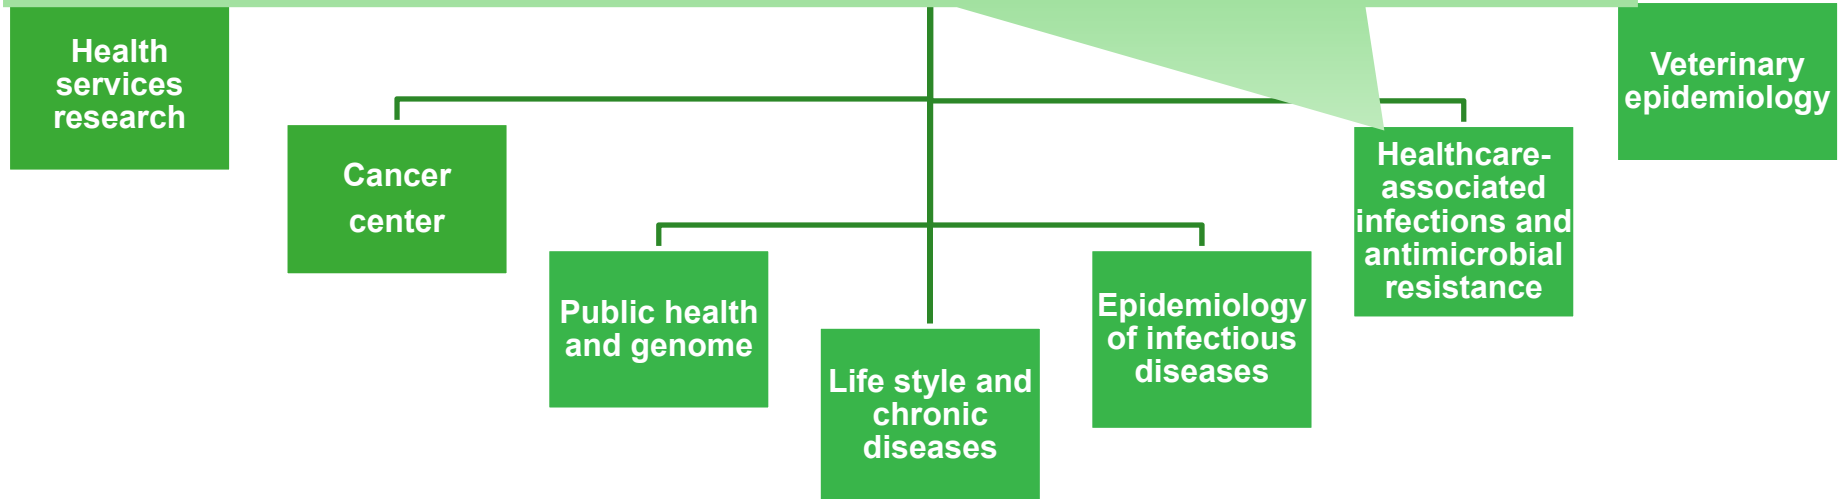 Health
services
research
Cancer
center
Public health
and genome
Life style and
chronic
diseases
Epidemiology
of infectious
diseases
Healthcare-
associated
infections and
antimicrobial
resistance
Veterinary
epidemiology